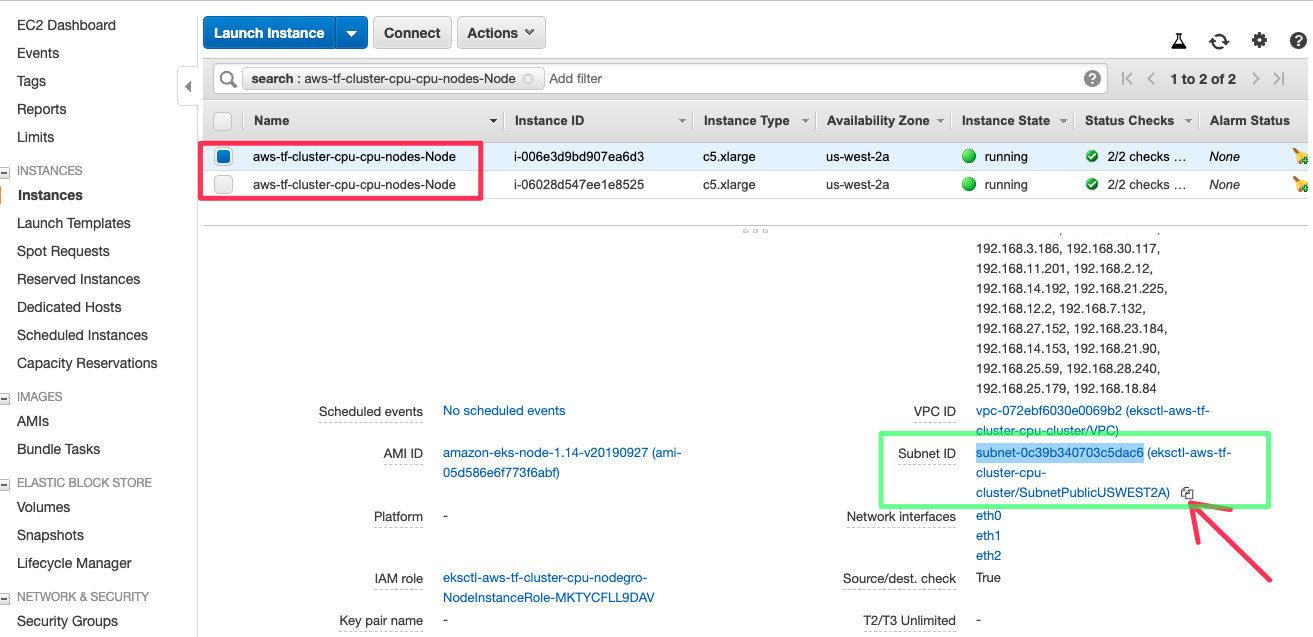 EC2 Dashboard
Events
Tags
Reports
Limits
INSTANCES
Instances
Launch Templates
Spot Requests
Reserved Instances
Dedicated Hosts
Scheduled Instances
Capacity Reservations
IMAGES
AMIs
Bundle Tasks
ELASTIC BLOCK STORE
Volumes
Snapshots
Lifecycle Manager
NETWORK & SECURITY
Security Groups
Launch Instance Connect Actions
search : aws-tf-cluster-cpu-cpu-nodes-Node Add filter 1 to 2 of 2
Name Instance ID Instance Type Availability Zone Instance State Status Checks Alarm Status
aws-tf-cluster-cpu-cpu-nodes-Node i-006e3d9bd907ea6d3 c5.xlarge us-west-2a running 2/2 checks ... None
aws-tf-cluster-cpu-cpu-nodes-Node i-06028d547ee1e8525 c5.xlarge us-west-2a running 2/2 checks ... None
192.168.3.186, 192.168.30.117,
192.168.11.201, 192.168.2.12,
192.168.14.192, 192.168.21.225,
192.168.12.2, 192.168.7.132,
192.168.27.152, 192.168.23.184,
192.168.14.153, 192.168.21.90,
192.168.25.59, 192.168.28.240,
192.168.25.179, 192.168.18.84
Scheduled events No scheduled events
VPC ID vpc-072ebf6030e0069b2 (eksctl-aws-tf-
cluster-cpu-cluster/VPC)
AMI ID amazon-eks-node-1.14-v20190927 (ami-
05d586e6f773f6abf)
Subnet ID subnet-0c39b340703c5dac6 (eksctl-aws-tf-
cluster-cpu-
cluster/SubnetPublicUSWEST2A)
Platform -
Network interfaces eth0
eth1
eth2
IAM role eksctl-aws-tf-cluster-cpu-nodegro-
NodeInstanceRole-MKTYCFLL9DAV
Source/dest. check True
Key pair name -
T2/T3 Unlimited -